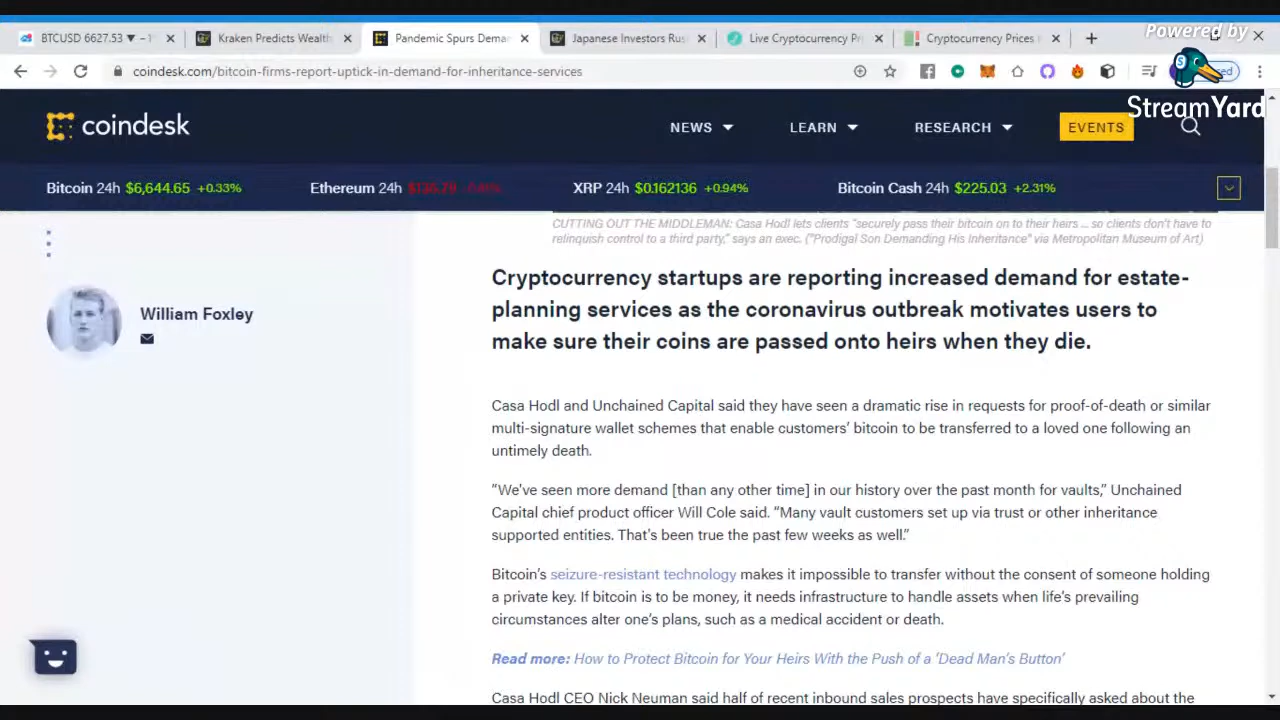 BTCUSD 6627.53 ▼
Kraken Predicts Wealth
Pandemic Spurs Dema
Japanese Investors Rus
Live Cryptocurrency Pri
Cryptocurrency Prices
Powered by
coindesk.com/bitcoin-firms-report-uptick-in-demand-for-inheritance-services
StreamYard
coindesk
NEWS
LEARN
RESEARCH
EVENTS
Bitcoin 24h $6,644.65 +0.33%
Ethereum 24h
XRP 24h $0.162136 +0.94%
Bitcoin Cash 24h $225.03 +2.31%
CUTTING OUT THE MIDDLEMAN: Casa Hodl lets clients "securely pass their bitcoin on to their heirs ... so clients don't have to
relinquish control to a third party," says an exec. ("Prodigal Son Demanding His Inheritance" via Metropolitan Museum of Art)
William Foxley
Cryptocurrency startups are reporting increased demand for estate-
planning services as the coronavirus outbreak motivates users to
make sure their coins are passed onto heirs when they die.
Casa Hodl and Unchained Capital said they have seen a dramatic rise in requests for proof-of-death or similar
multi-signature wallet schemes that enable customers' bitcoin to be transferred to a loved one following an
untimely death.
"We've seen more demand [than any other time] in our history over the past month for vaults," Unchained
Capital chief product officer Will Cole said. "Many vault customers set up via trust or other inheritance
supported entities. That's been true the past few weeks as well."
Bitcoin's seizure-resistant technology makes it impossible to transfer without the consent of someone holding
a private key. If bitcoin is to be money, it needs infrastructure to handle assets when life's prevailing
circumstances alter one's plans, such as a medical accident or death.
Read more: How to Protect Bitcoin for Your Heirs With the Push of a 'Dead Man's Button'
Casa Hodl CEO Nick Neuman said half of recent inbound sales prospects have specifically asked about the